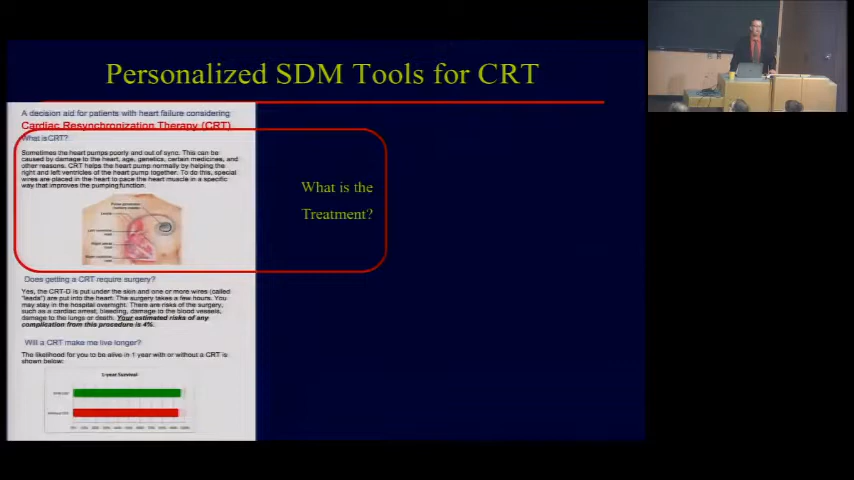 Personalized SDM Tools for CRT
A decision aid for patients with heart failure considering
Cardiac Resynchronization Therapy (CRT)
What is CRT?
Sometimes the heart pumps poorly and out of sync. This can be
caused by damage to the heart, age, genetics, certain medicines, and
other reasons. CRT helps the heart pump normally by helping the
right and left ventricles of the heart pump together. To do this, special
wires are placed in the heart to pace the heart muscle in a specific
way that improves the pumping function.
What is the
Treatment?
Does getting a CRT require surgery?
Yes, the CRT-D is put under the skin and one or more wires (called
"leads") are put into the heart. The surgery takes a few hours. You
may stay in the hospital overnight. There are risks of the surgery,
such as a cardiac arrest, bleeding, damage to the blood vessels,
damage to the lungs or death. Your estimated risks of any
complication from this procedure is 4%.
Will a CRT make me live longer?
The likelihood for you to be alive in 1-year with or without a CRT is
shown below:
1-year Survival